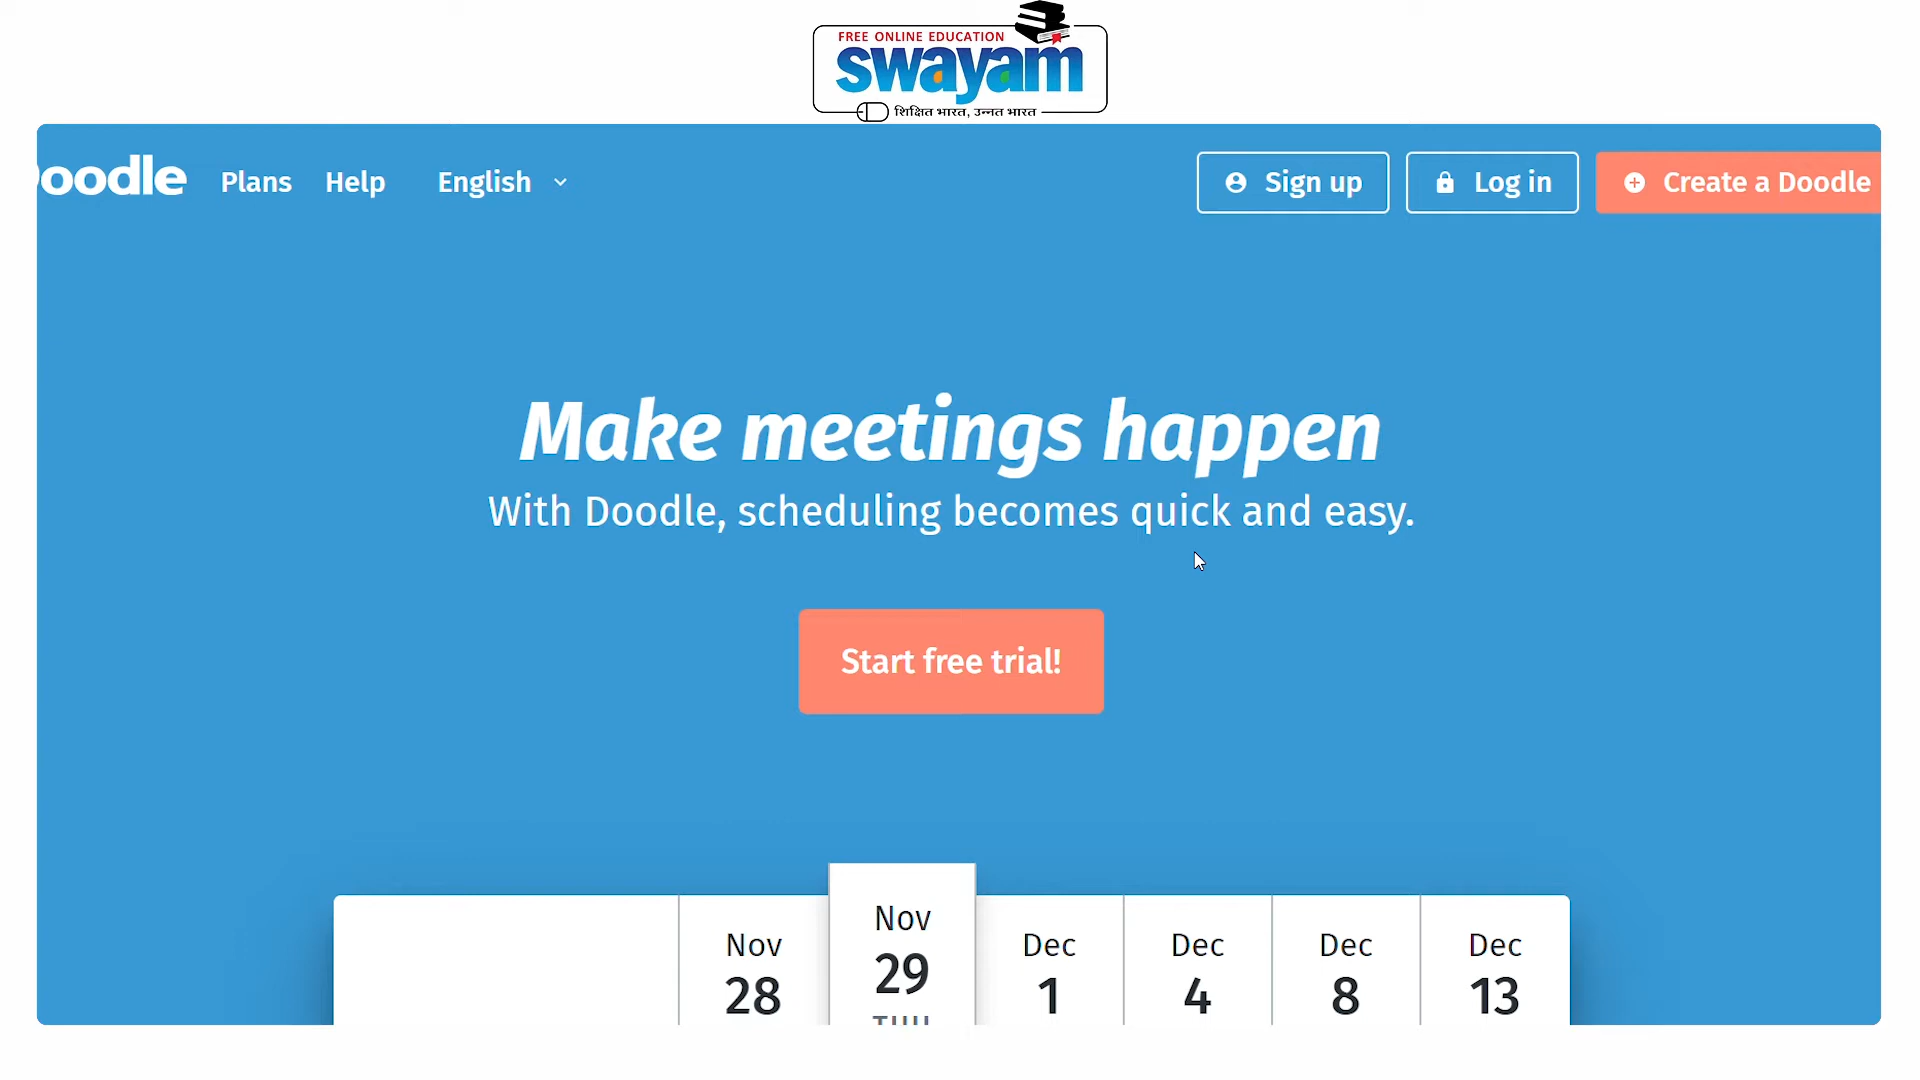 FREE ONLINE EDUCATION
swayam
शिक्षित भारत, उन्नत भारत
Doodle Plans Help English Sign up Log in Create a Doodle
Make meetings happen
With Doodle, scheduling becomes quick and easy.
Start free trial!
Nov Nov Dec Dec Dec Dec
28 29 1 4 8 13
THU